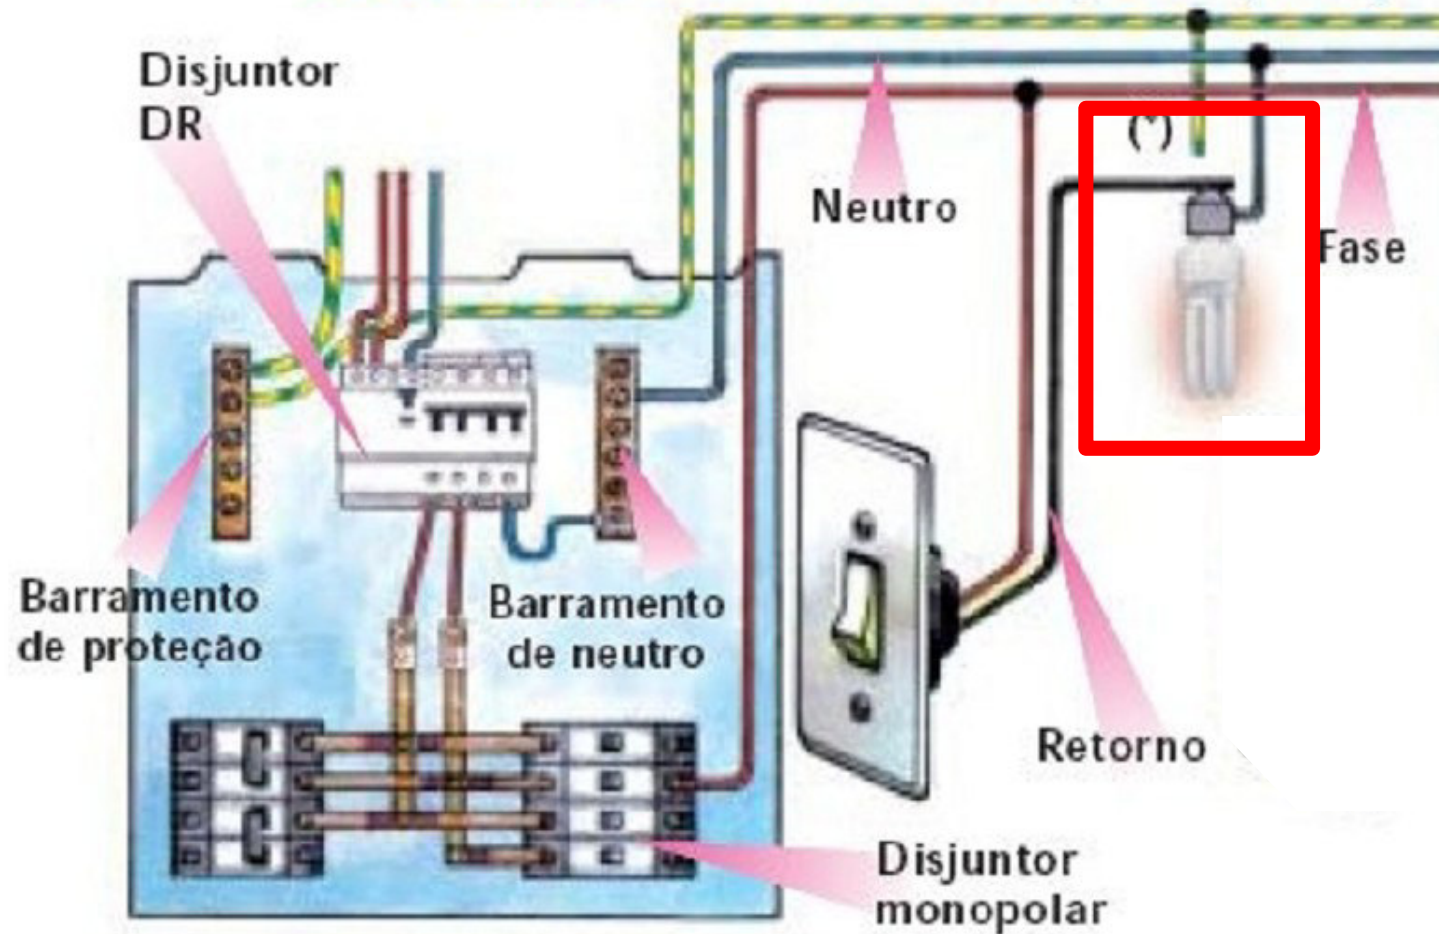 Disjuntor
DR
(*)
Neutro
Fase
Barramento
de proteção
Barramento
de neutro
Retorno
Disjuntor
monopolar